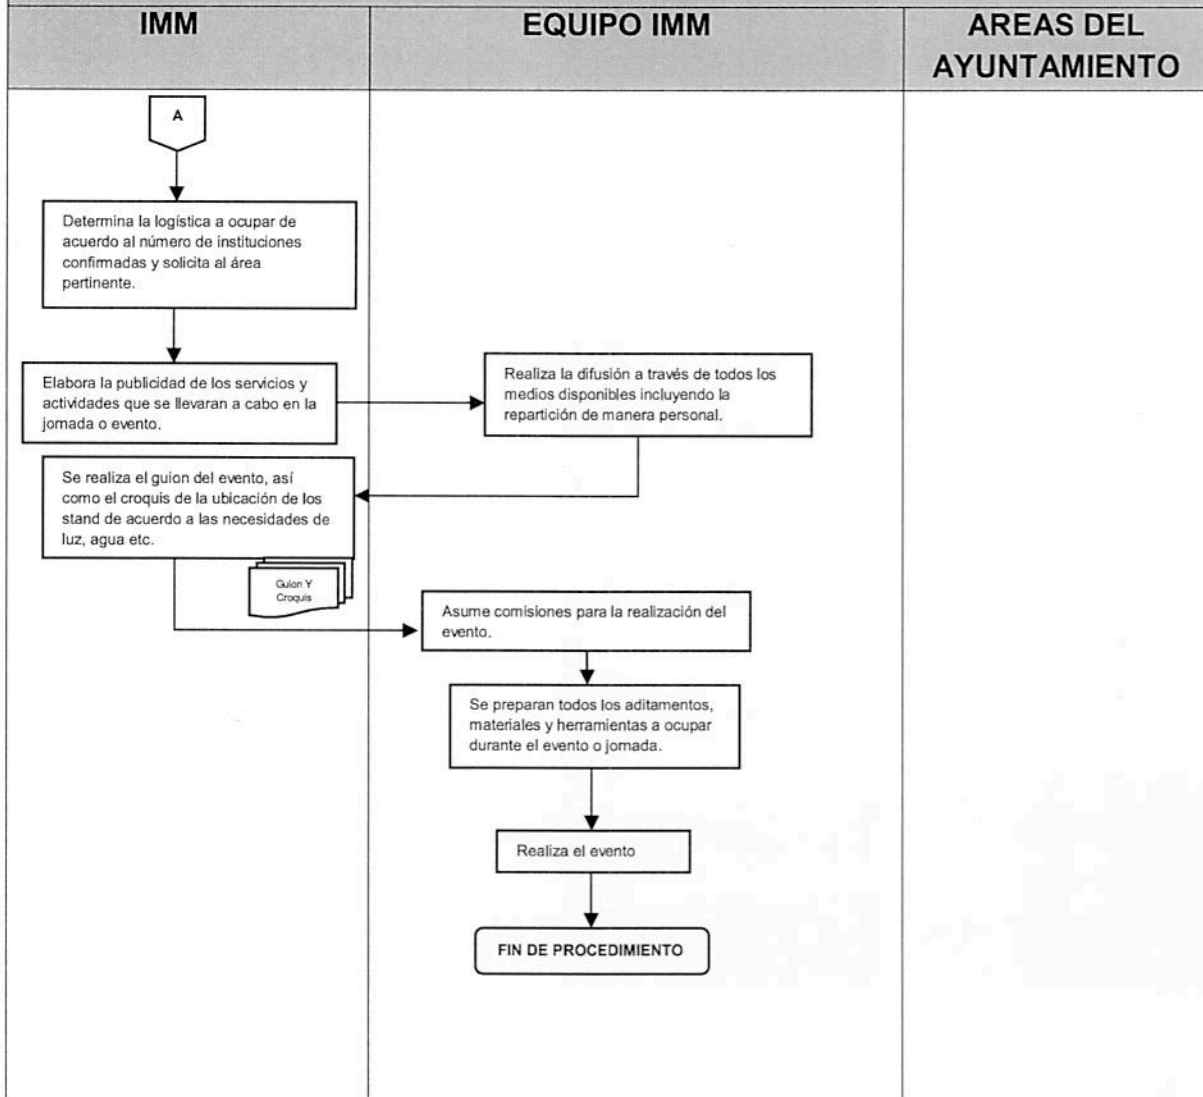 IMM
EQUIPO IMM
AREAS DEL
AYUNTAMIENTO
A
Determina la logística a ocupar de
acuerdo al número de instituciones
confirmadas y solicita al área
pertinente.
Elabora la publicidad de los servicios y
actividades que se llevaran a cabo en la
jornada o evento.
Realiza la difusión a través de todos los
medios disponibles incluyendo la
repartición de manera personal.
Se realiza el guion del evento, así
como el croquis de la ubicación de los
stand de acuerdo a las necesidades de
luz, agua etc.
Guion Y
Croquis
Asume comisiones para la realización del
evento.
Se preparan todos los aditamentos,
materiales y herramientas a ocupar
durante el evento o jornada.
Realiza el evento
FIN DE PROCEDIMIENTO